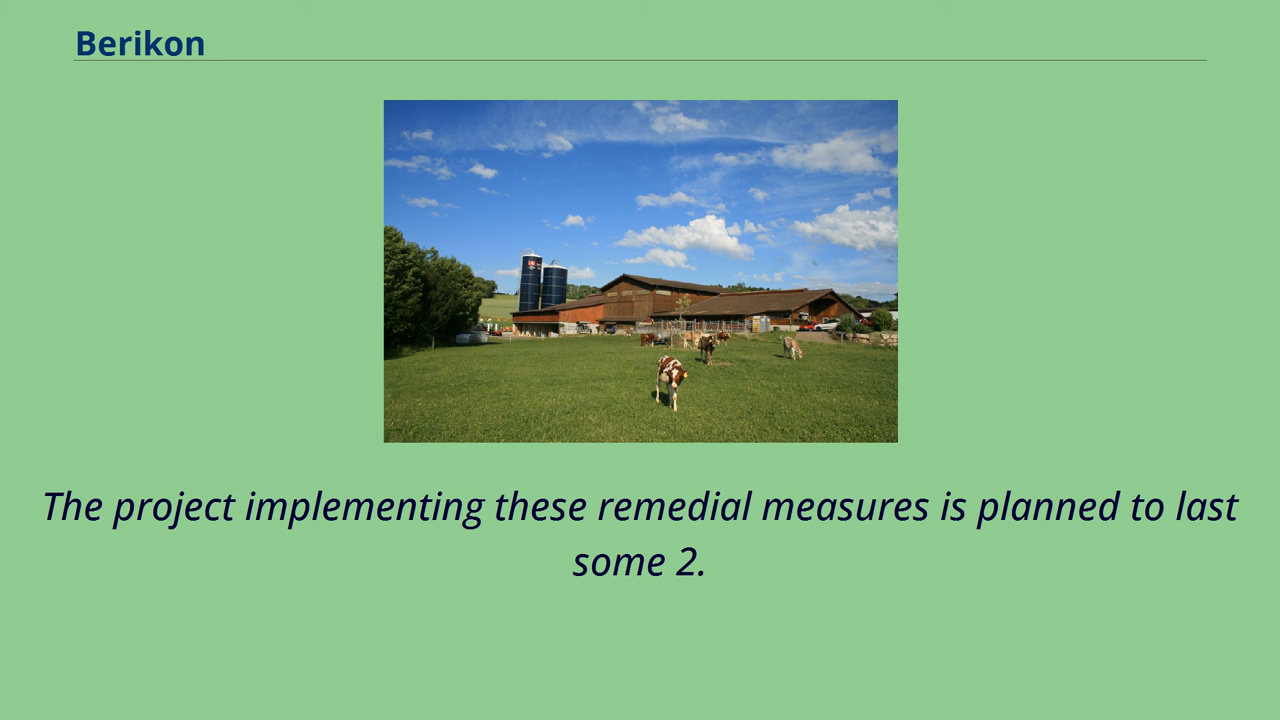 Berikon
The project implementing these remedial measures is planned to last
some 2.